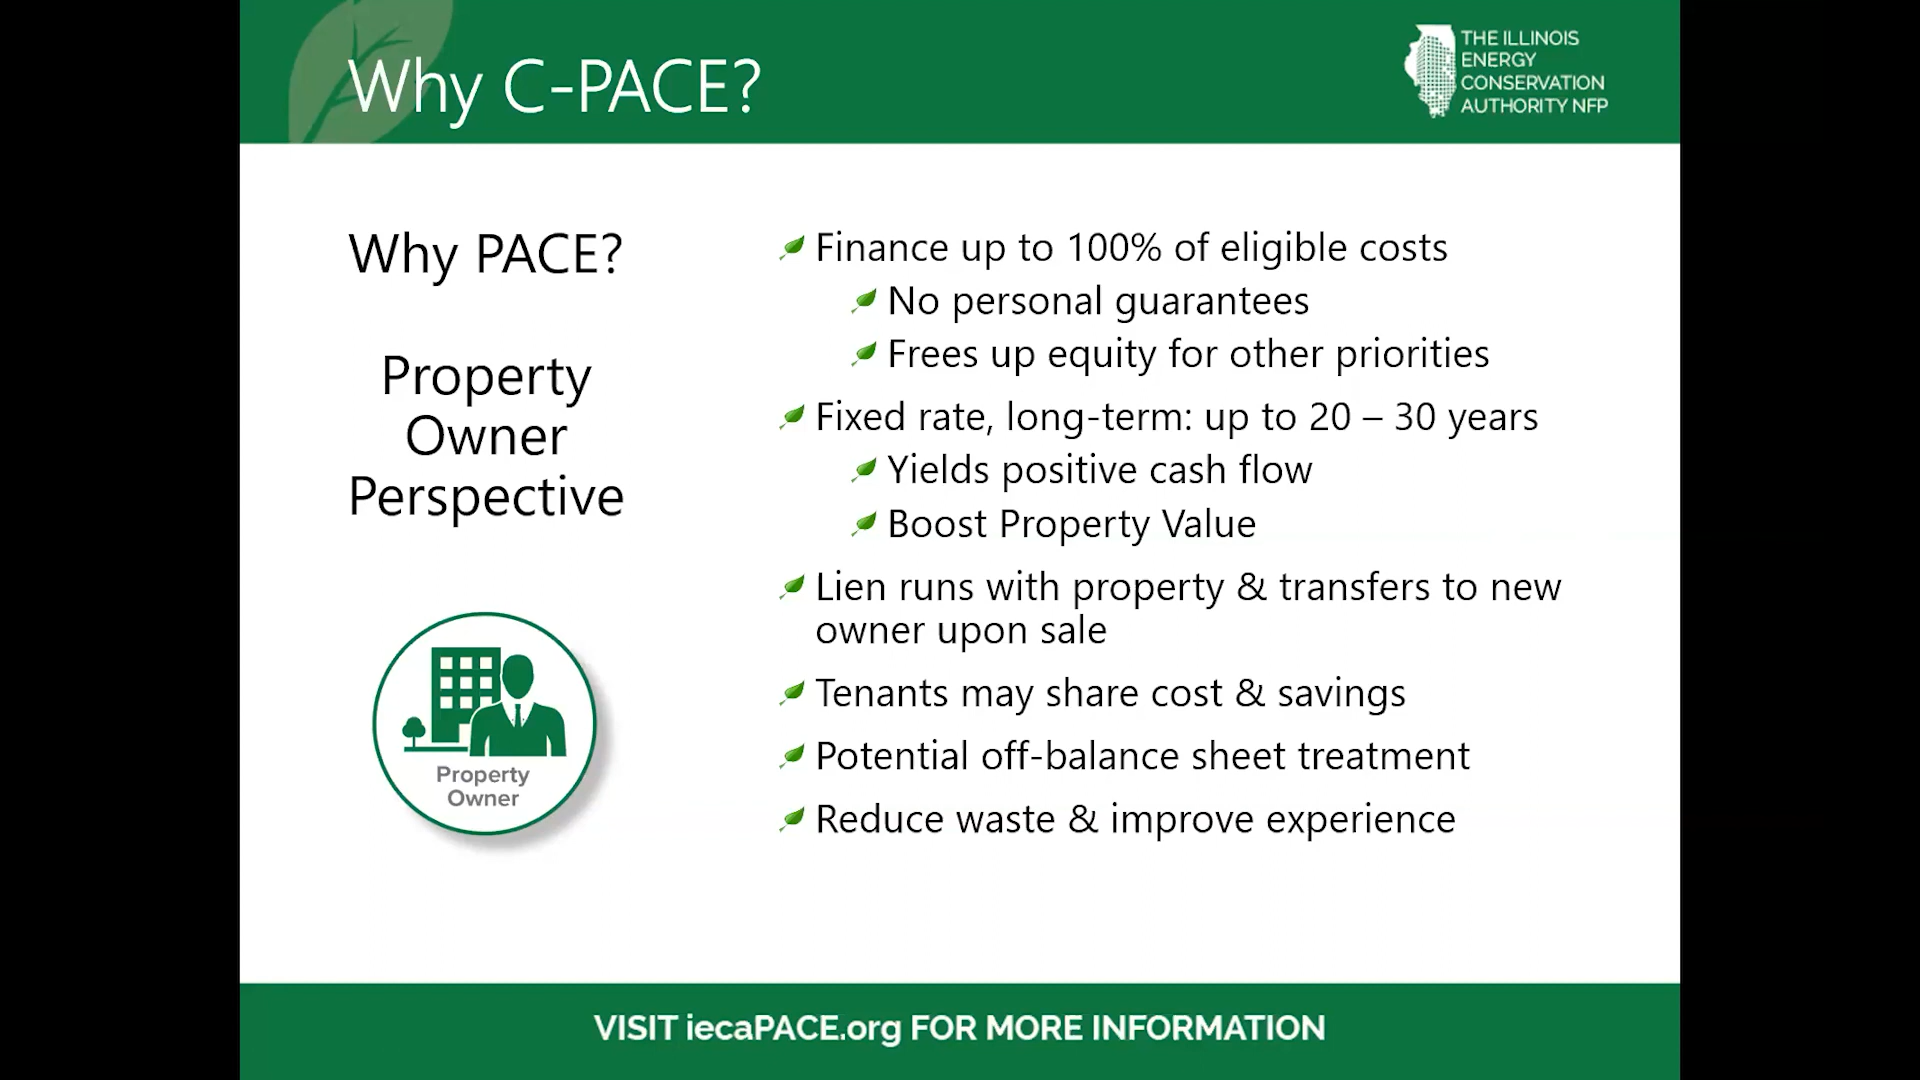 Why C-PACE?
THE ILLINOIS
ENERGY
CONSERVATION
AUTHORITY NFP
Why PACE?
Property
Owner
Perspective
Property
Owner
Finance up to 100% of eligible costs
No personal guarantees
Frees up equity for other priorities
Fixed rate, long-term: up to 20 – 30 years
Yields positive cash flow
Boost Property Value
Lien runs with property & transfers to new
owner upon sale
Tenants may share cost & savings
Potential off-balance sheet treatment
Reduce waste & improve experience
VISIT iecaPACE.org FOR MORE INFORMATION